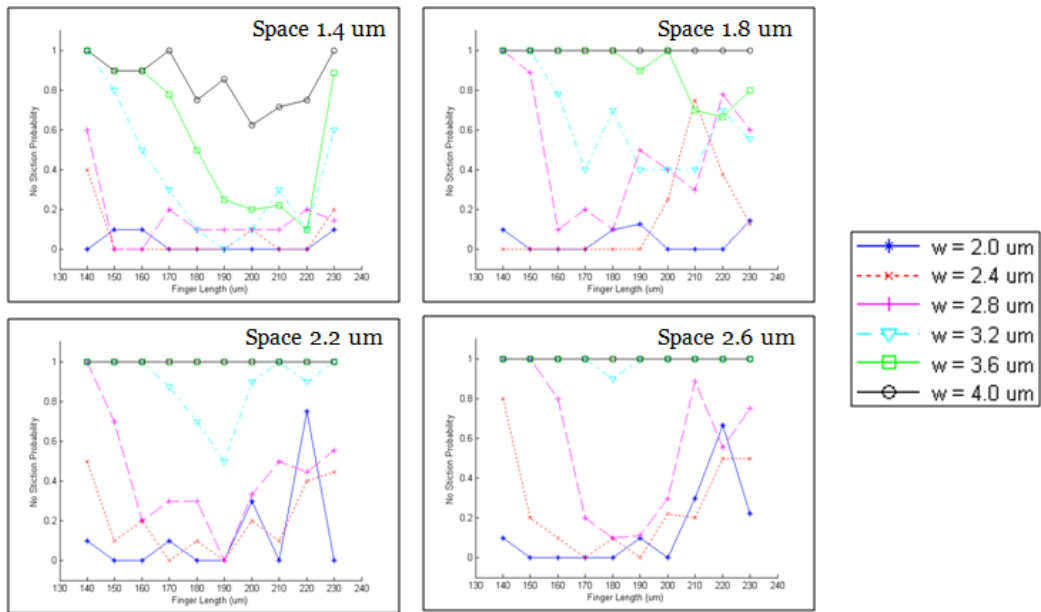 Space 1.4 um
No Stiction Probability
1
0.8
0.6
0.4
0.2
0
130 140 150 160 170 180 190 200 210 220 230 240
Finger Length (um)
Space 1.8 um
No Stiction Probability
1
0.8
0.6
0.4
0.2
0
130 140 150 160 170 180 190 200 210 220 230 240
Finger Length (um)
Space 2.2 um
No Stiction Probability
1
0.8
0.6
0.4
0.2
0
130 140 150 160 170 180 190 200 210 220 230 240
Finger Length (um)
Space 2.6 um
No Stiction Probability
1
0.8
0.6
0.4
0.2
0
130 140 150 160 170 180 190 200 210 220 230 240
Finger Length (um)
w = 2.0 um
w = 2.4 um
w = 2.8 um
w = 3.2 um
w = 3.6 um
w = 4.0 um